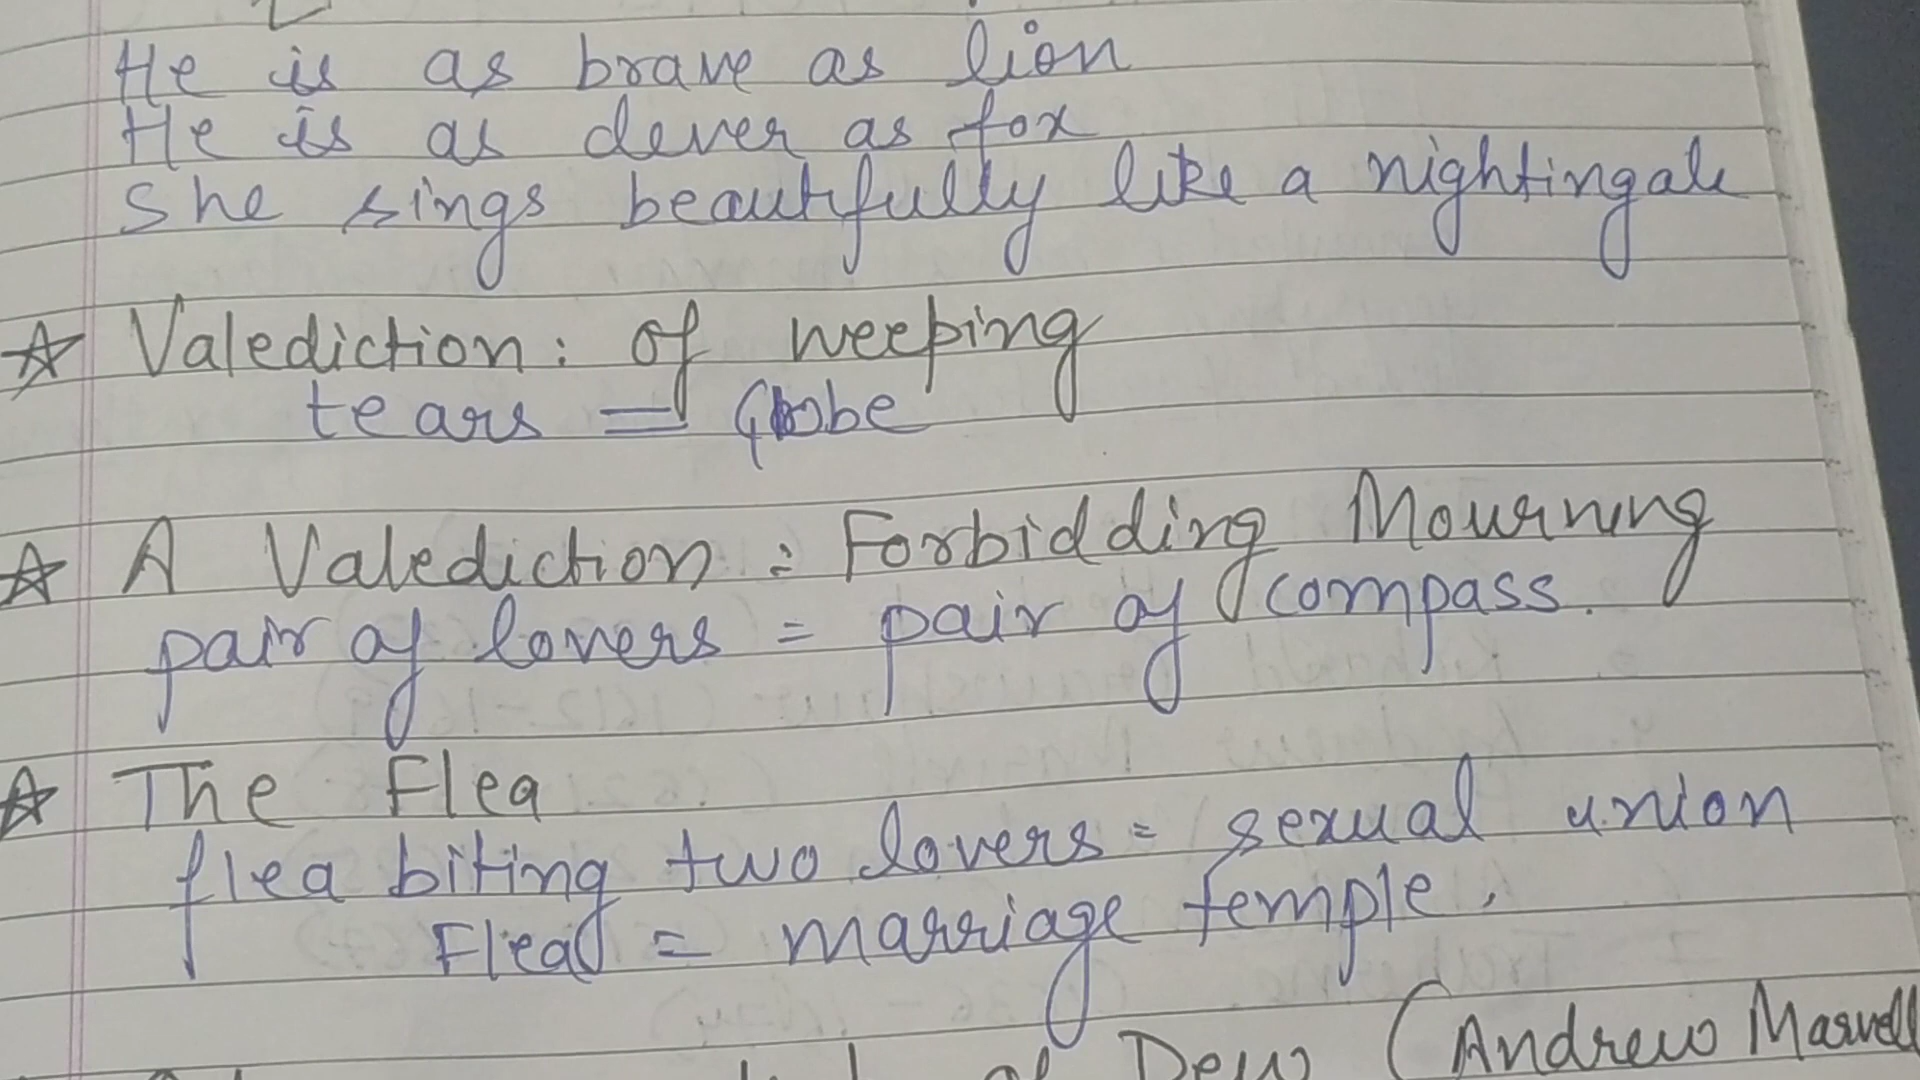 He is as brave as lion
He is as clever as fox
She sings beautifully like a nightingale
☆ Valediction: of weeping
tears = Globe
☆ A Valediction: Forbidding Mourning
pair of lovers = pair of compass.
☆ The Flea
flea biting two lovers = sexual union
Flea = marriage temple.
of Dew (Andrew Marvell